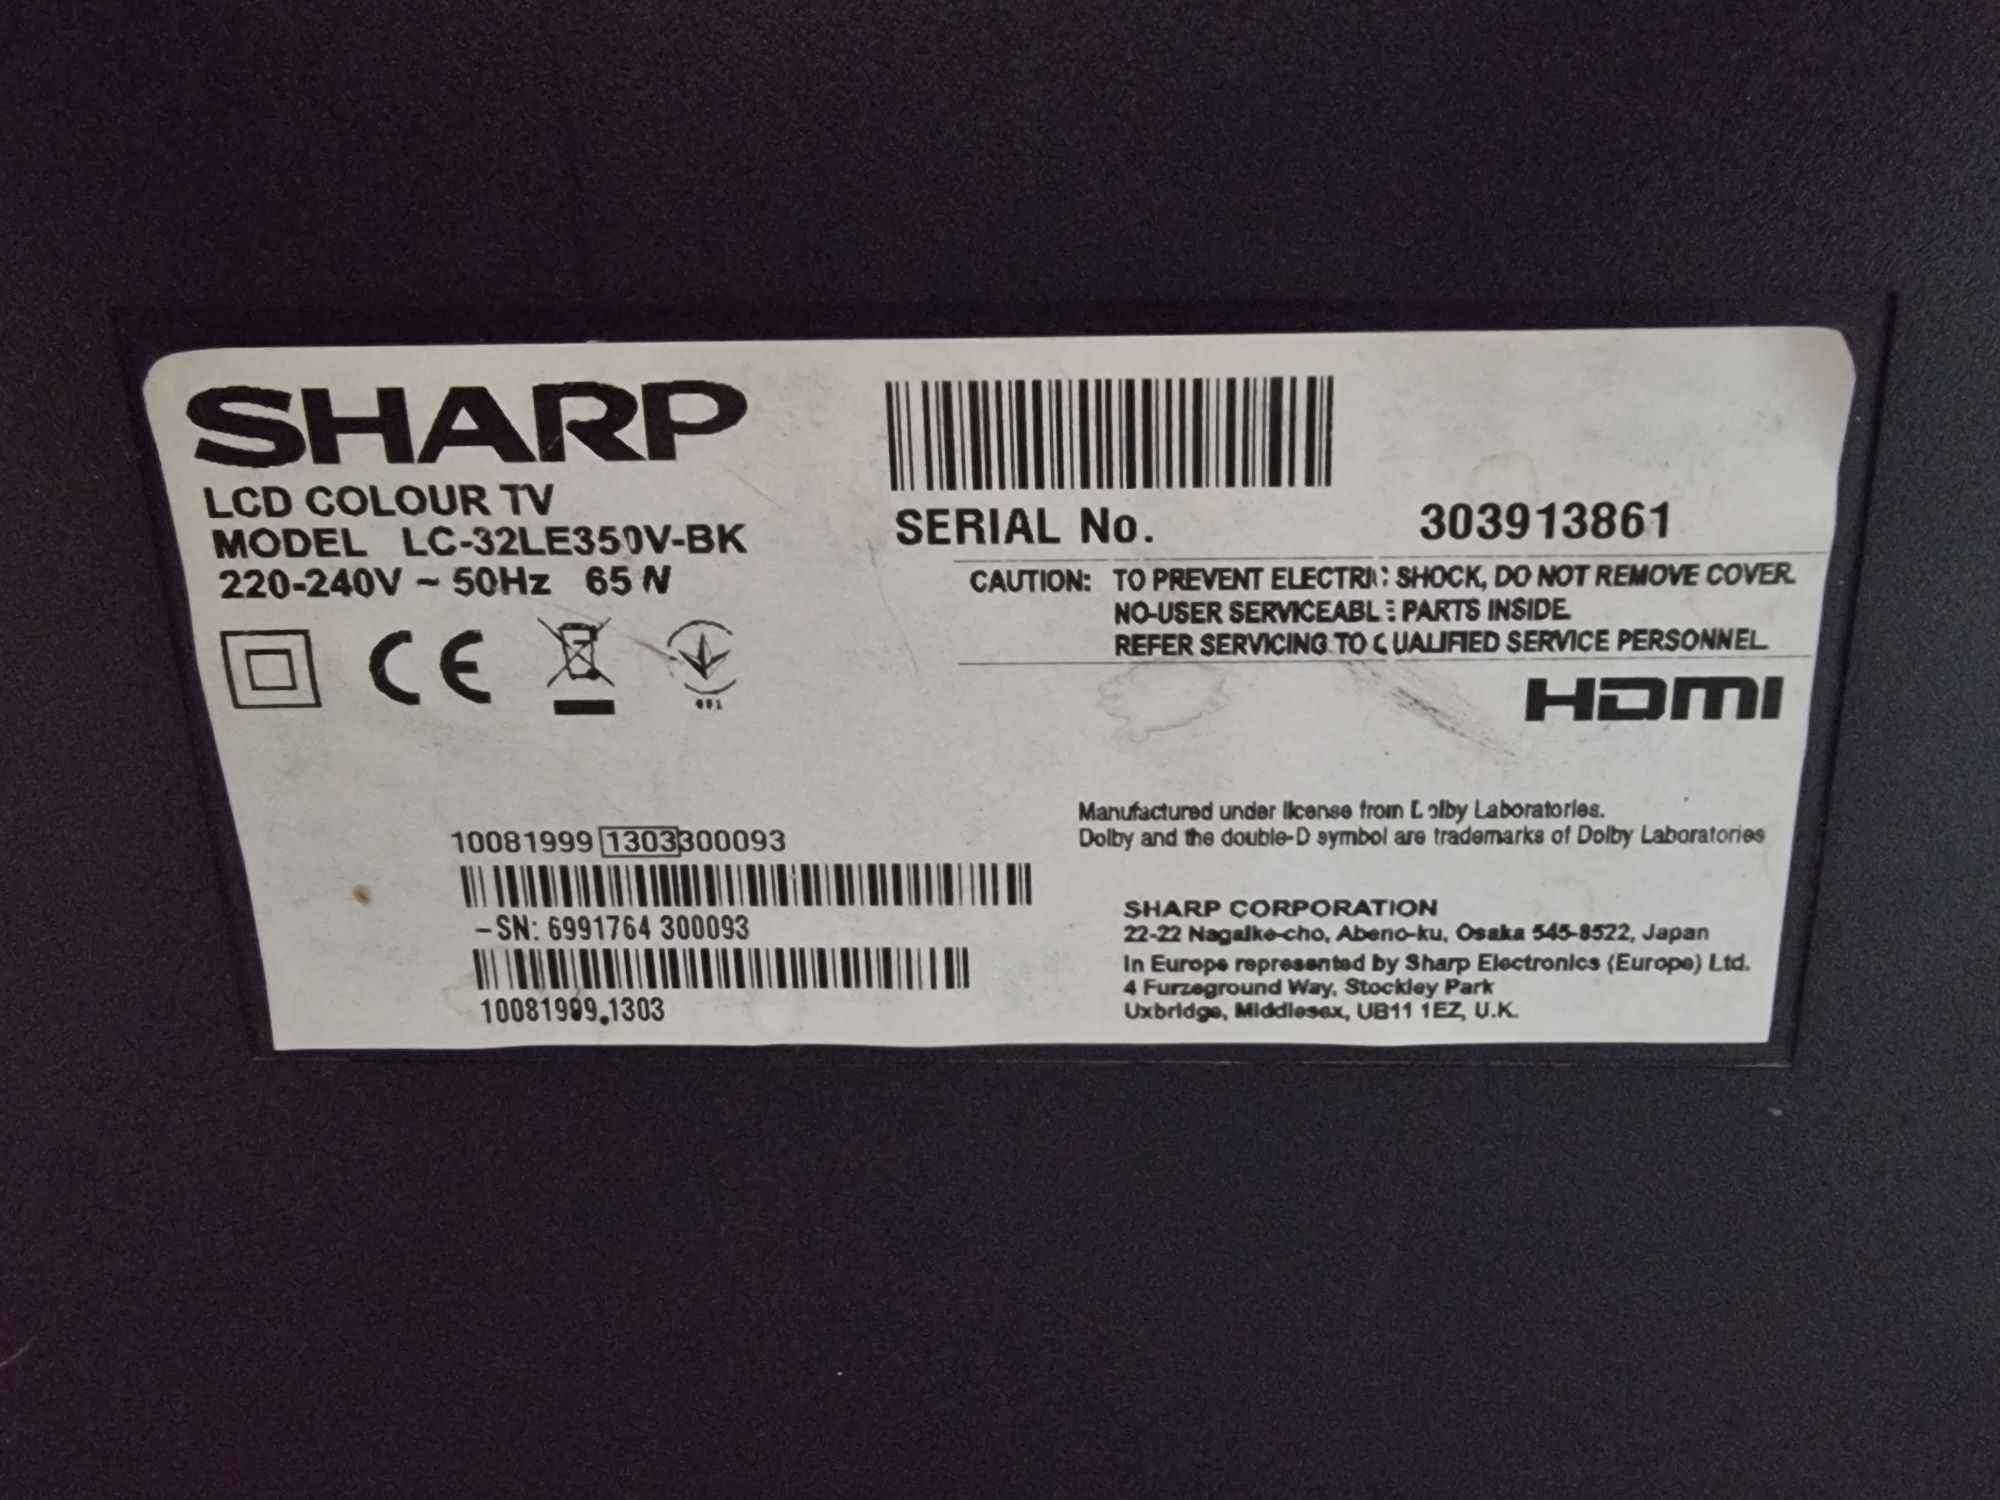 SHARP
LCD COLOUR TV
MODEL LC-32LE350V-BK
220-240V ~ 50Hz 65 W
CE
001
SERIAL No. 303913861
CAUTION: TO PREVENT ELECTRIC SHOCK, DO NOT REMOVE COVER.
NO-USER SERVICEABLE PARTS INSIDE.
REFER SERVICING TO QUALIFIED SERVICE PERSONNEL
HDMI
10081999 1303300093
-SN: 6991764 300093
10081999.1303
Manufactured under license from Dolby Laboratories.
Dolby and the double-D symbol are trademarks of Dolby Laboratories
SHARP CORPORATION
22-22 Nagaike-cho, Abeno-ku, Osaka 545-8522, Japan
In Europe represented by Sharp Electronics (Europe) Ltd.
4 Furzeground Way, Stockley Park
Uxbridge, Middlesex, UB11 1EZ, U.K.